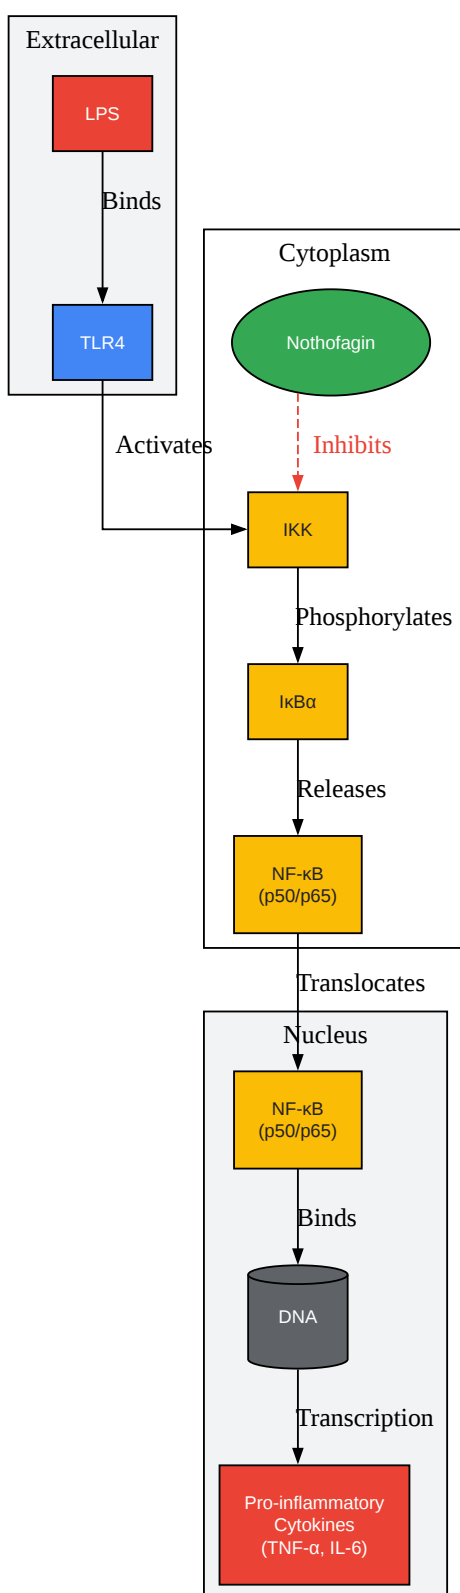 Extracellular
LPS
Binds
TLR4
Activates
Cytoplasm
Nothofagin
Inhibits
IKK
Phosphorylates
IκBα
Releases
NF-κB
(p50/p65)
Translocates
Nucleus
NF-κB
(p50/p65)
Binds
DNA
Transcription
Pro-inflammatory
Cytokines
(TNF-α, IL-6)